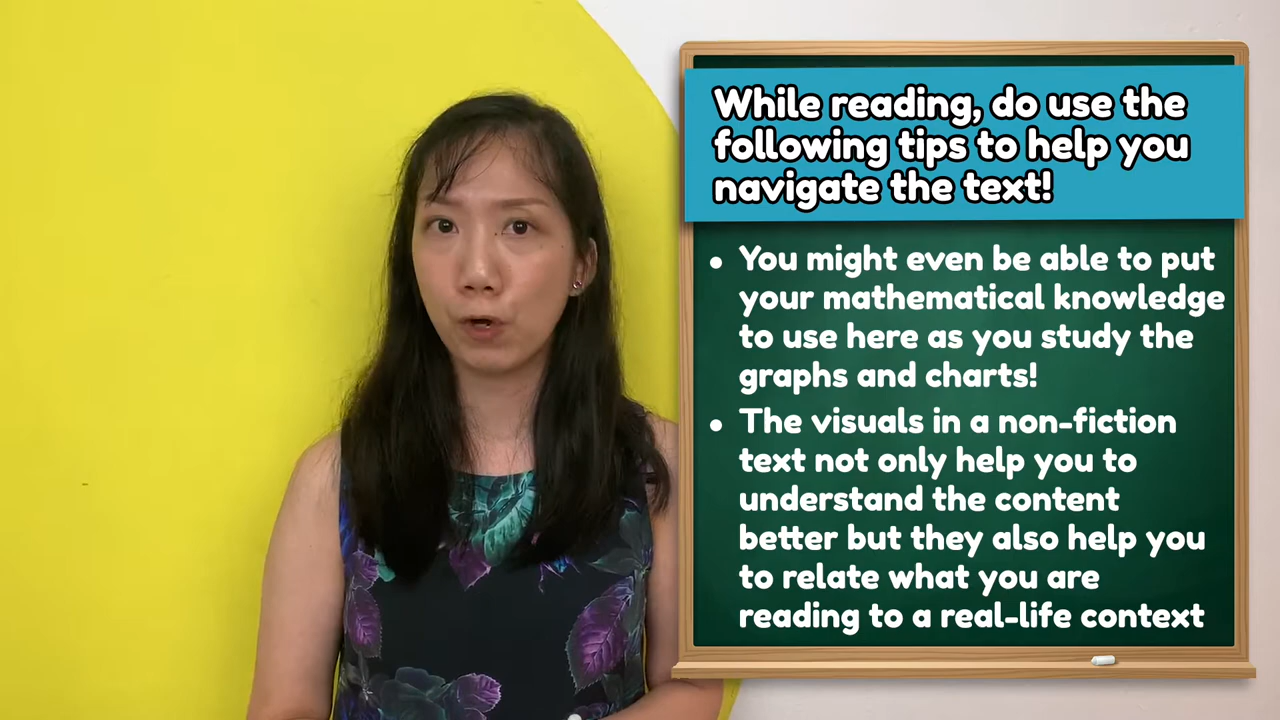 While reading, do use the
following tips to help you
navigate the text!
• You might even be able to put
your mathematical knowledge
to use here as you study the
graphs and charts!
• The visuals in a non-fiction
text not only help you to
understand the content
better but they also help you
to relate what you are
reading to a real-life context